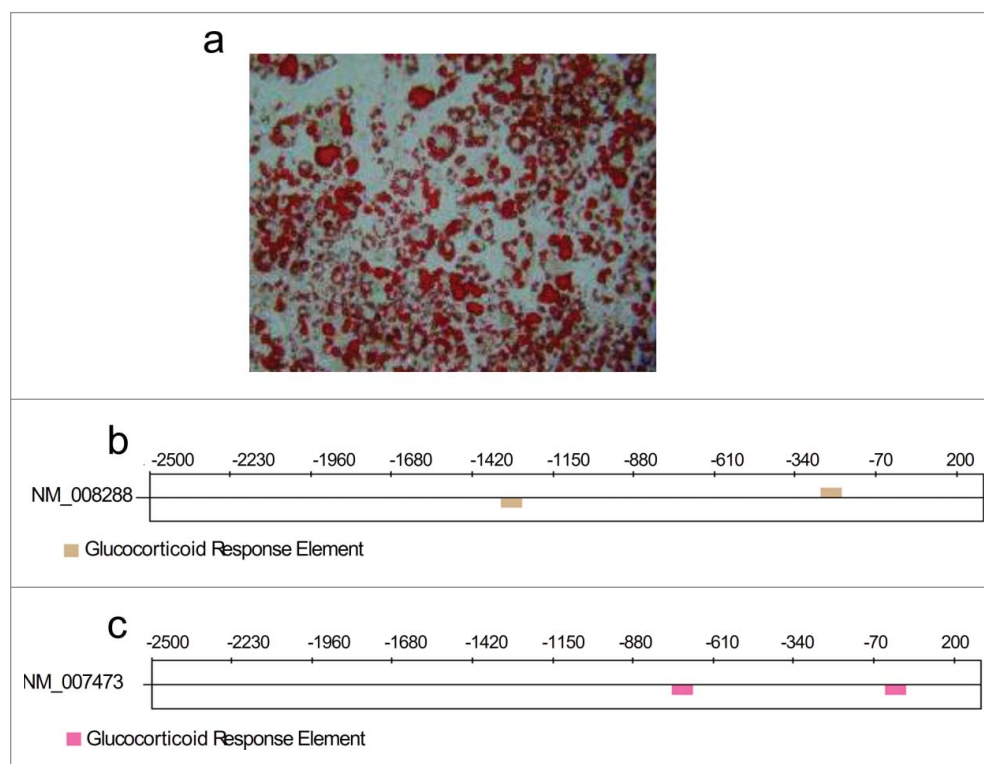 a
b
-2500 -2230 -1960 -1680 -1420 -1150 -880 -610 -340 -70 200
NM_008288
Glucocorticoid Response Element
c
-2500 -2230 -1960 -1680 -1420 -1150 -880 -610 -340 -70 200
NM_007473
Glucocorticoid Response Element